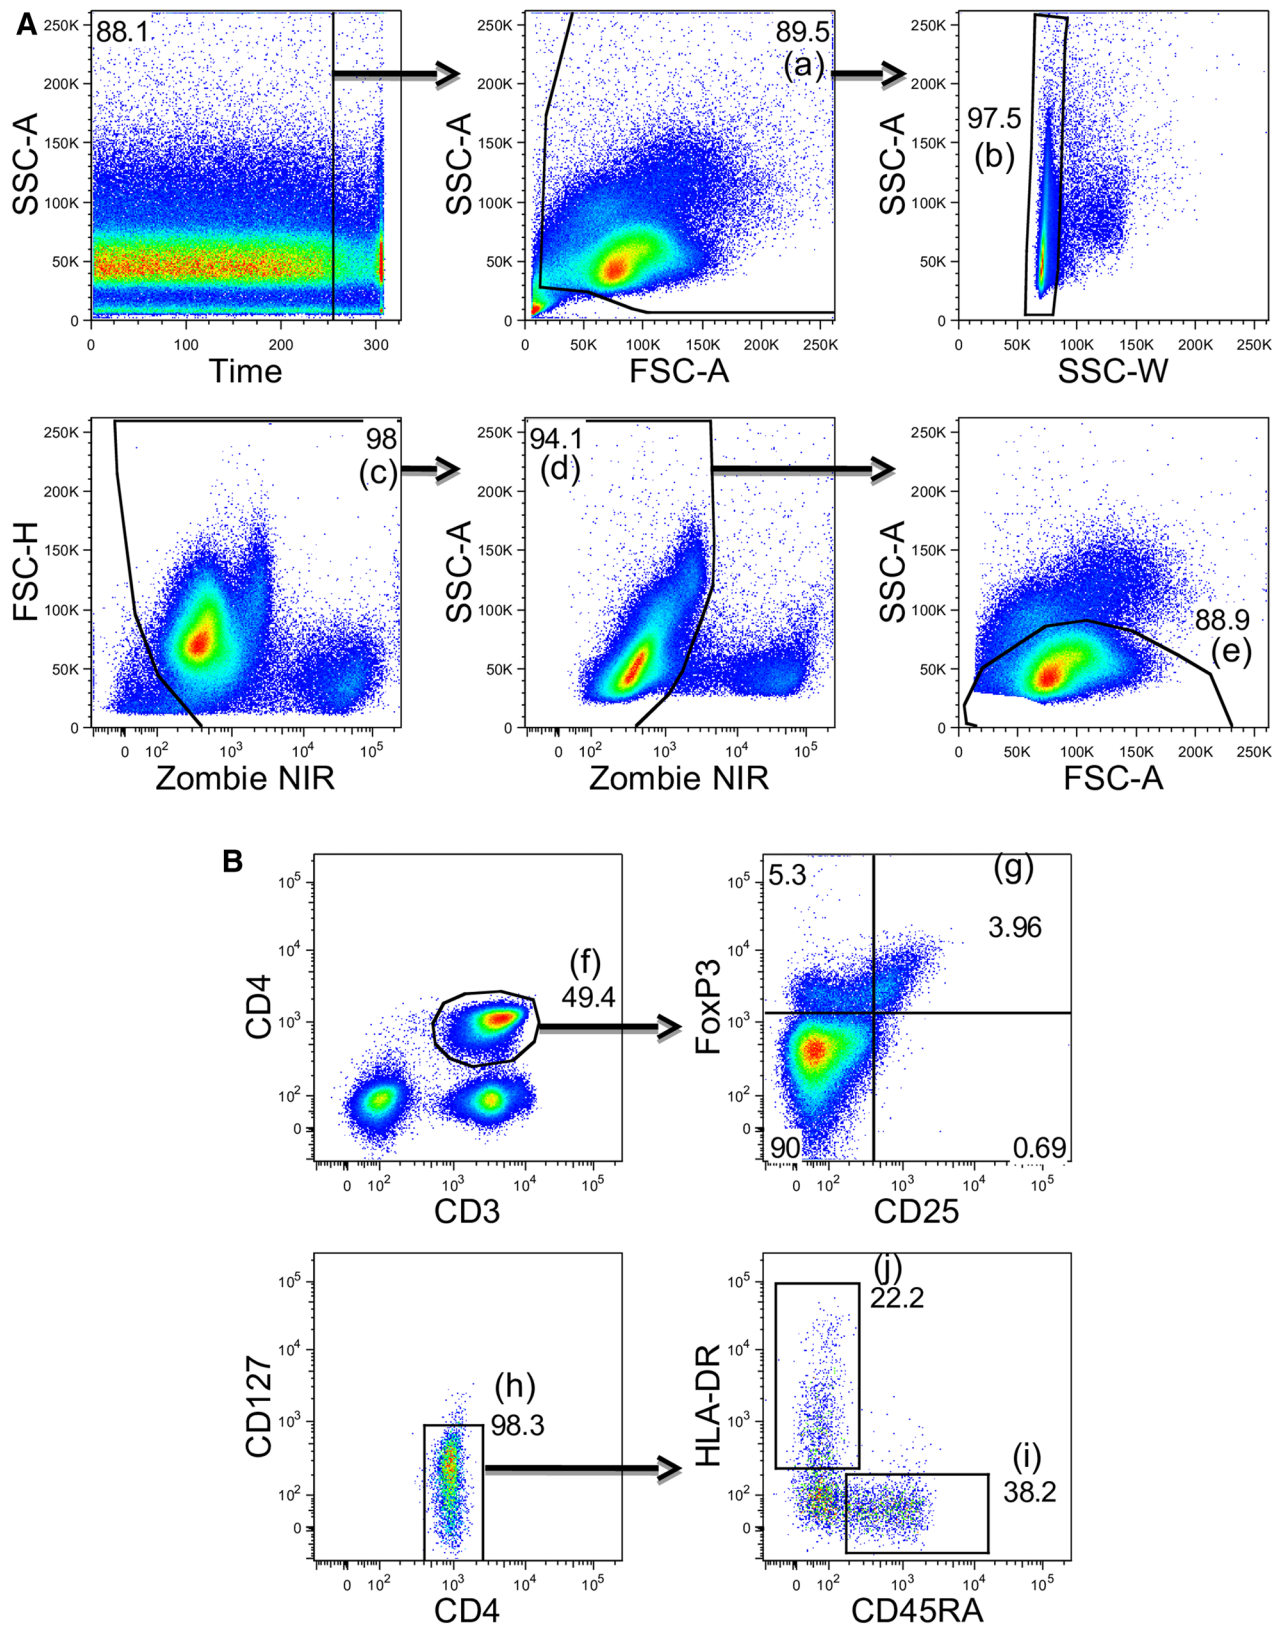 A
88.1
SSC-A
250K
200K
150K
100K
50K
0
0 100 200 300
Time
89.5
(a)
SSC-A
250K
200K
150K
100K
50K
0
0 50K 100K 150K 200K 250K
FSC-A
97.5
(b)
SSC-A
250K
200K
150K
100K
50K
0
0 50K 100K 150K 200K 250K
SSC-W
98
(c)
FSC-H
250K
200K
150K
100K
50K
0
0 10² 10³ 10⁴ 10⁵
Zombie NIR
94.1
(d)
SSC-A
250K
200K
150K
100K
50K
0
0 10² 10³ 10⁴ 10⁵
Zombie NIR
88.9
(e)
SSC-A
250K
200K
150K
100K
50K
0
0 50K 100K 150K 200K 250K
FSC-A
B
(f)
49.4
CD4
10⁵
10⁴
10³
10²
0
0 10² 10³ 10⁴ 10⁵
CD3
5.3
(g)
3.96
90
0.69
FoxP3
10⁵
10⁴
10³
10²
0
0 10² 10³ 10⁴ 10⁵
CD25
(h)
98.3
CD127
10⁵
10⁴
10³
10²
0
0 10² 10³ 10⁴ 10⁵
CD4
(j)
22.2
(i)
38.2
HLA-DR
10⁵
10⁴
10³
10²
0
0 10² 10³ 10⁴ 10⁵
CD45RA